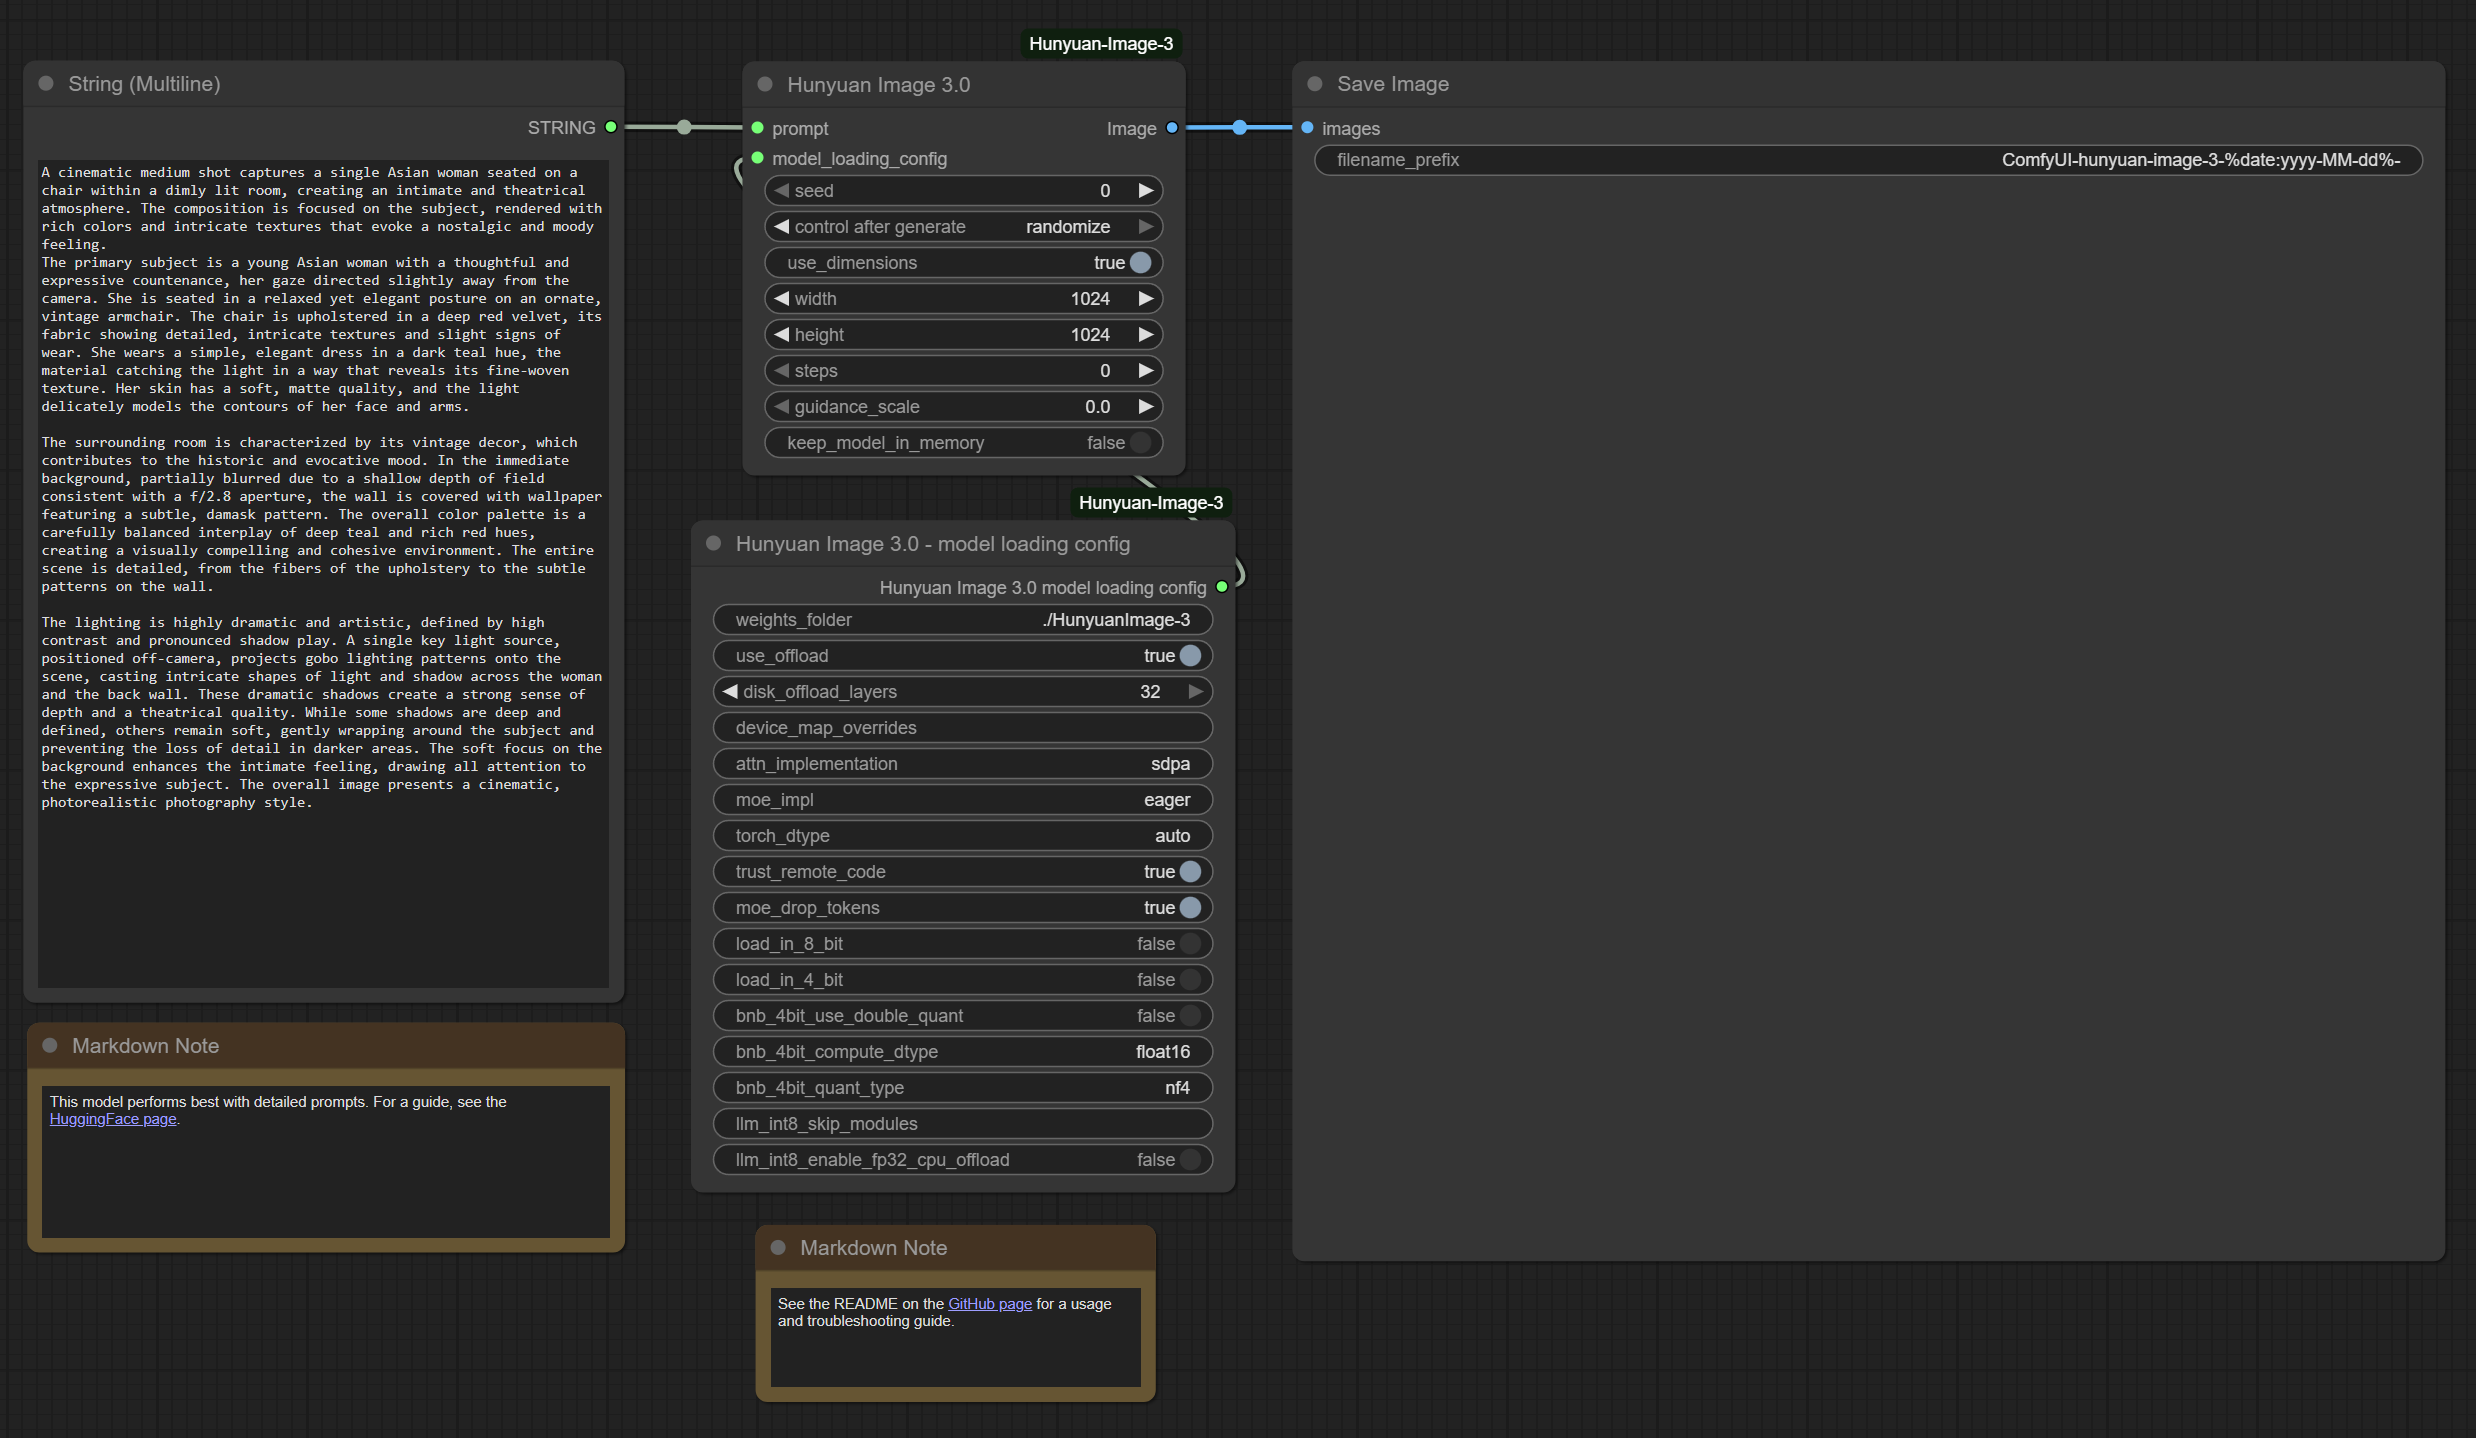 String (Multiline)
STRING
A cinematic medium shot captures a single Asian woman seated on a
chair within a dimly lit room, creating an intimate and theatrical
atmosphere. The composition is focused on the subject, rendered with
rich colors and intricate textures that evoke a nostalgic and moody
feeling.
The primary subject is a young Asian woman with a thoughtful and
expressive countenance, her gaze directed slightly away from the
camera. She is seated in a relaxed yet elegant posture on an ornate,
vintage armchair. The chair is upholstered in a deep red velvet, its
fabric showing detailed, intricate textures and slight signs of
wear. She wears a simple, elegant dress in a dark teal hue, the
material catching the light in a way that reveals its fine-woven
texture. Her skin has a soft, matte quality, and the light
delicately models the contours of her face and arms.
The surrounding room is characterized by its vintage decor, which
contributes to the historic and evocative mood. In the immediate
background, partially blurred due to a shallow depth of field
consistent with a f/2.8 aperture, the wall is covered with wallpaper
featuring a subtle, damask pattern. The overall color palette is a
carefully balanced interplay of deep teal and rich red hues,
creating a visually compelling and cohesive environment. The entire
scene is detailed, from the fibers of the upholstery to the subtle
patterns on the wall.
The lighting is highly dramatic and artistic, defined by high
contrast and pronounced shadow play. A single key light source,
positioned off-camera, projects gobo lighting patterns onto the
scene, casting intricate shapes of light and shadow across the woman
and the back wall. These dramatic shadows create a strong sense of
depth and a theatrical quality. While some shadows are deep and
defined, others remain soft, gently wrapping around the subject and
preventing the loss of detail in darker areas. The soft focus on the
background enhances the intimate feeling, drawing all attention to
the expressive subject. The overall image presents a cinematic,
photorealistic photography style.
Markdown Note
This model performs best with detailed prompts. For a guide, see the
HuggingFace page.
Hunyuan-Image-3
Hunyuan Image 3.0
prompt Image
model_loading_config
seed 0
control after generate randomize
use_dimensions true
width 1024
height 1024
steps 0
guidance_scale 0.0
keep_model_in_memory false
Hunyuan-Image-3
Hunyuan Image 3.0 - model loading config
Hunyuan Image 3.0 model loading config
weights_folder ./HunyuanImage-3
use_offload true
disk_offload_layers 32
device_map_overrides
attn_implementation sdpa
moe_impl eager
torch_dtype auto
trust_remote_code true
moe_drop_tokens true
load_in_8_bit false
load_in_4_bit false
bnb_4bit_use_double_quant false
bnb_4bit_compute_dtype float16
bnb_4bit_quant_type nf4
llm_int8_skip_modules
llm_int8_enable_fp32_cpu_offload false
Markdown Note
See the README on the GitHub page for a usage
and troubleshooting guide.
Save Image
images
filename_prefix ComfyUI-hunyuan-image-3-%date:yyyy-MM-dd%-